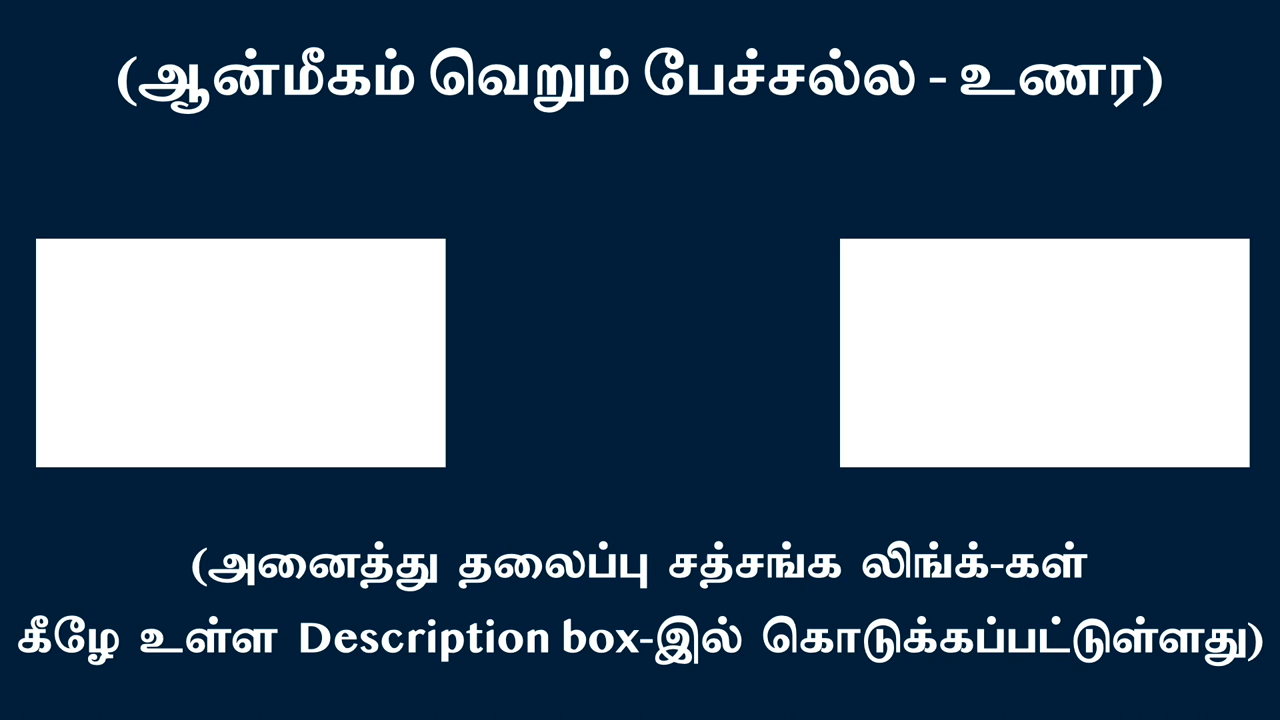 (ஆன்மீகம் வெறும் பேச்சல்ல - உணர)
(அனைத்து தலைப்பு சத்சங்க லிங்க்-கள்
கீழே உள்ள Description box-இல் கொடுக்கப்பட்டுள்ளது)